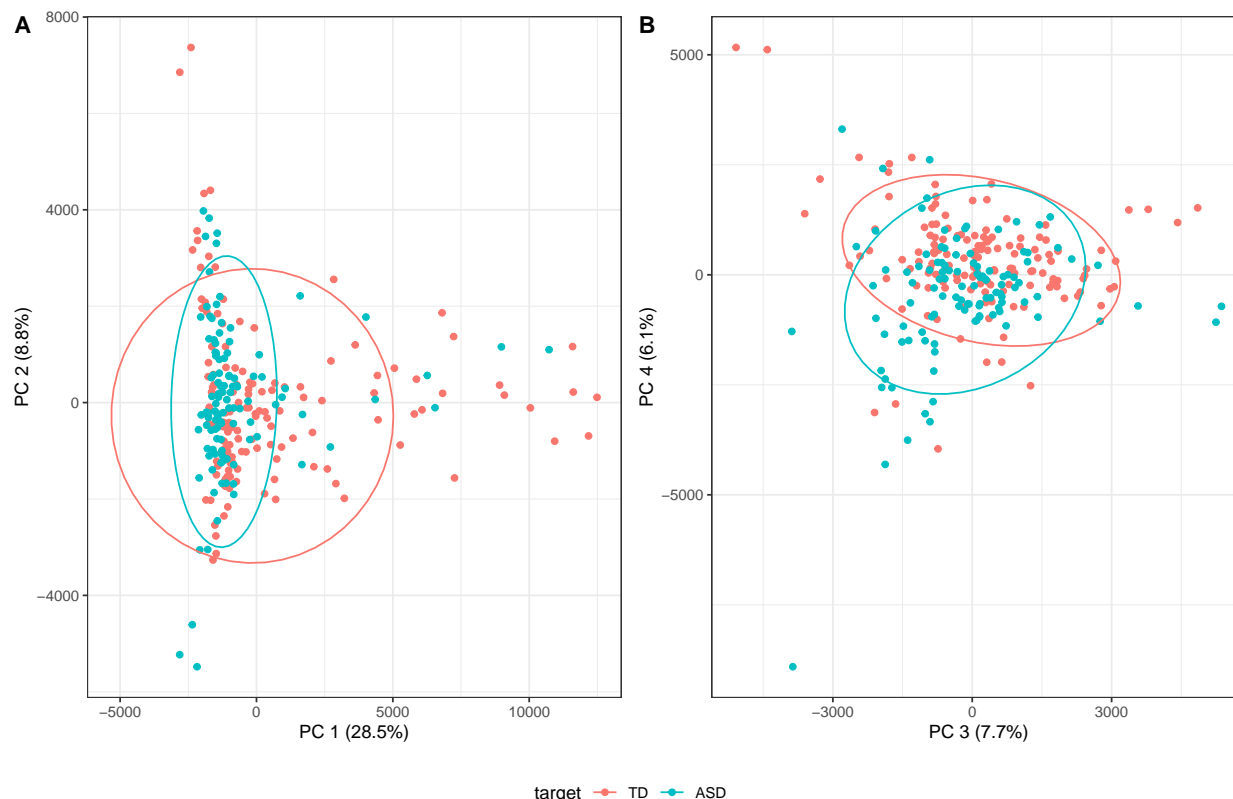 A
B
8000
4000
0
−4000
PC 2 (8.8%)
−5000
0
5000
10000
PC 1 (28.5%)
5000
0
−5000
PC 4 (6.1%)
−3000
0
3000
PC 3 (7.7%)
target TD ASD